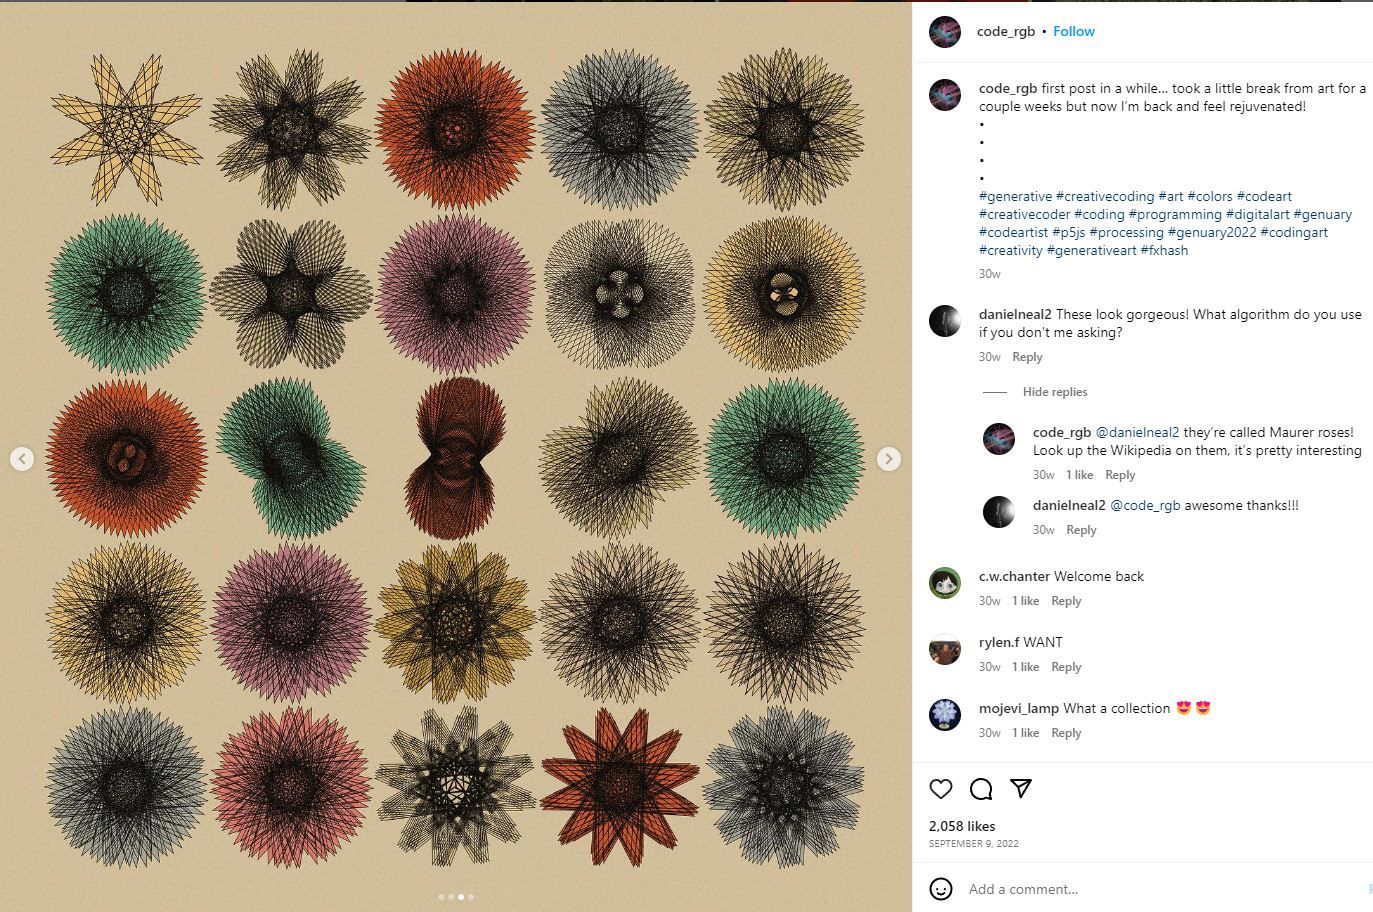 code_rgb • Follow
code_rgb first post in a while... took a little break from art for a
couple weeks but now I'm back and feel rejuvenated!
•
•
•
•
#generative #creativecoding #art #colors #codeart
#creativecoder #coding #programming #digitalart #genuary
#codeartist #p5js #processing #genuary2022 #codingart
#creativity #generativeart #fxhash
30w
danielneal2 These look gorgeous! What algorithm do you use
if you don't me asking?
30w Reply
Hide replies
code_rgb @danielneal2 they're called Maurer roses!
Look up the Wikipedia on them, it's pretty interesting
30w 1 like Reply
danielneal2 @code_rgb awesome thanks!!!
30w Reply
c.w.chanter Welcome back
30w 1 like Reply
rylen.f WANT
30w 1 like Reply
mojevi_lamp What a collection 😍 😍
30w 1 like Reply
2,058 likes
SEPTEMBER 9, 2022
Add a comment...